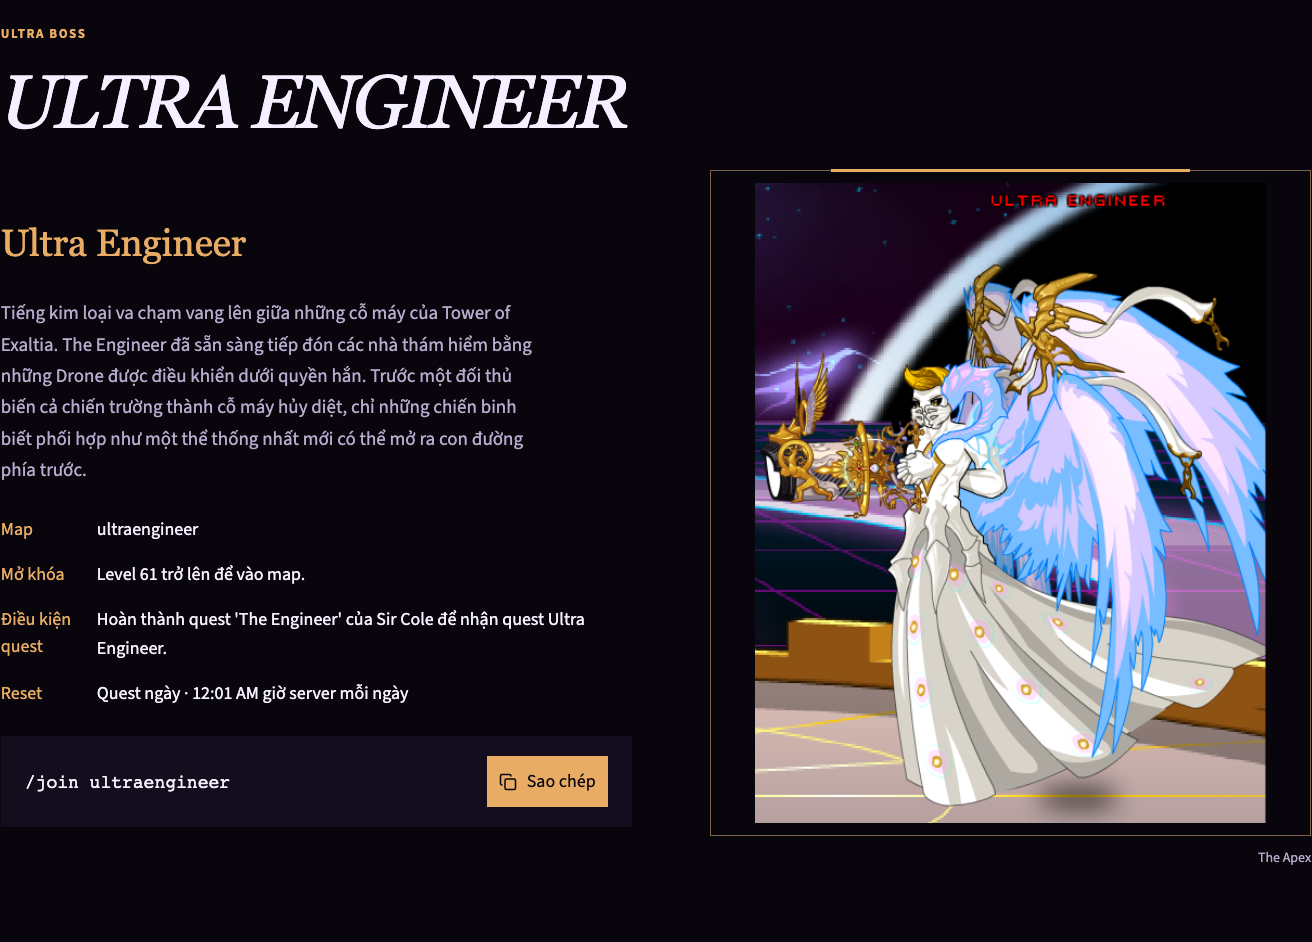 ULTRA BOSS
ULTRA ENGINEER
Ultra Engineer
Tiếng kim loại va chạm vang lên giữa những cỗ máy của Tower of
Exaltia. The Engineer đã sẵn sàng tiếp đón các nhà thám hiểm bằng
những Drone được điều khiển dưới quyền hắn. Trước một đối thủ
biến cả chiến trường thành cỗ máy hủy diệt, chỉ những chiến binh
biết phối hợp như một thể thống nhất mới có thể mở ra con đường
phía trước.
Map ultraengineer
Mở khóa Level 61 trở lên để vào map.
Điều kiện quest Hoàn thành quest 'The Engineer' của Sir Cole để nhận quest Ultra
Engineer.
Reset Quest ngày · 12:01 AM giờ server mỗi ngày
/join ultraengineer
Sao chép
ULTRA ENGINEER
The Apex